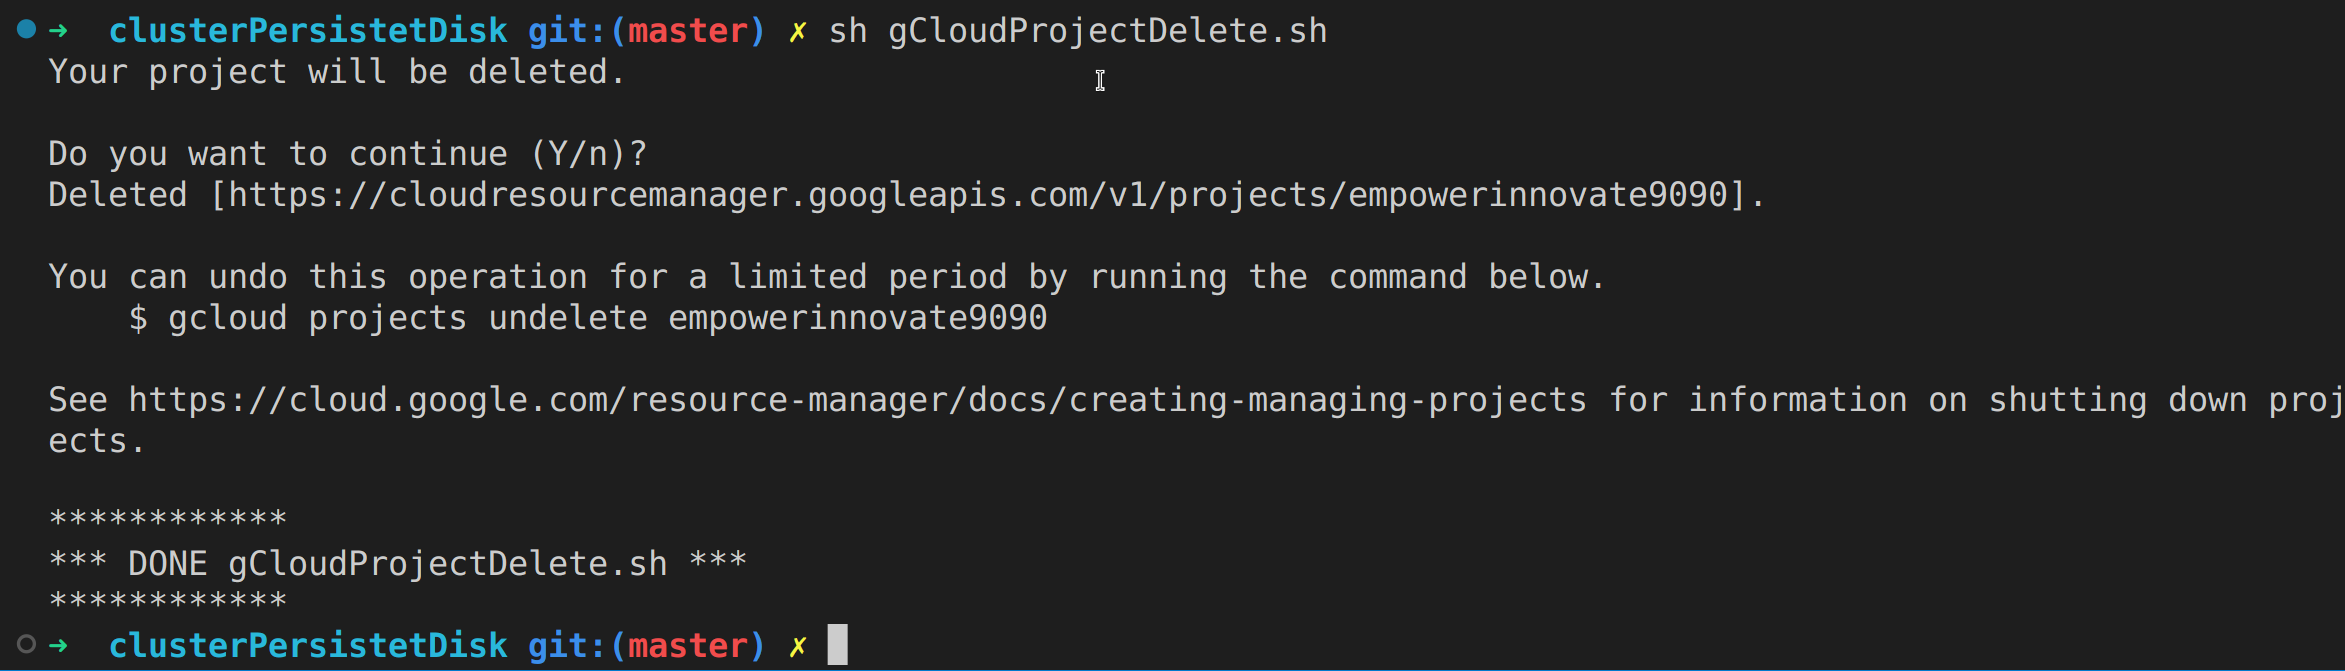 ➜  clusterPersistetDisk git:(master) ✗ sh gCloudProjectDelete.sh
Your project will be deleted.
Do you want to continue (Y/n)?
Deleted [https://cloudresourcemanager.googleapis.com/v1/projects/empowerinnovate9090].
You can undo this operation for a limited period by running the command below.
    $ gcloud projects undelete empowerinnovate9090
See https://cloud.google.com/resource-manager/docs/creating-managing-projects for information on shutting down proj
ects.
************
*** DONE gCloudProjectDelete.sh ***
************
➜  clusterPersistetDisk git:(master) ✗